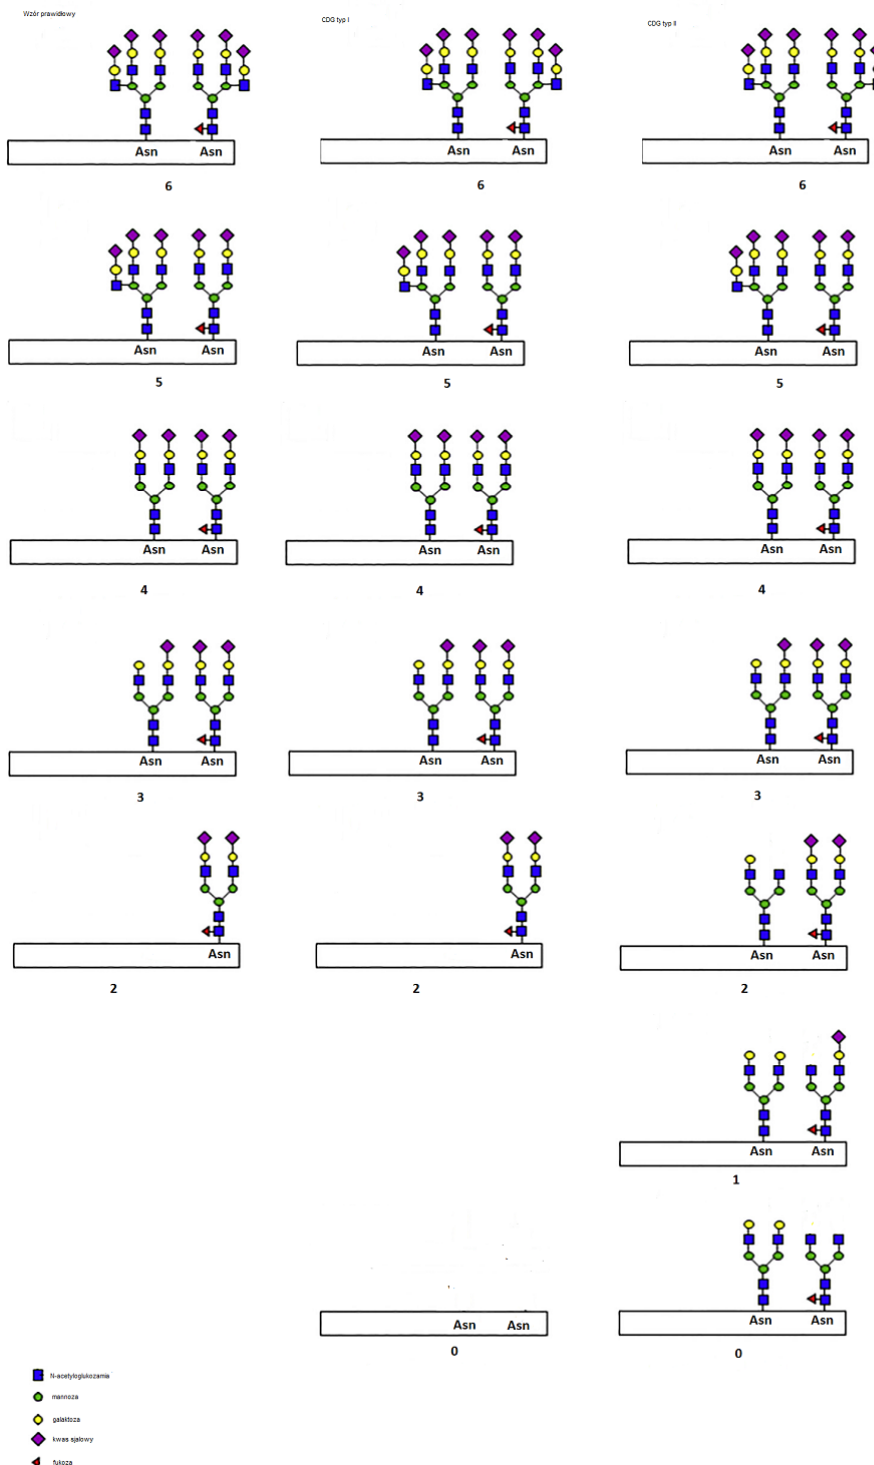 Wzór prawidłowy CDG typ I CDG typ II
Asn Asn Asn Asn Asn Asn
6 6 6
Asn Asn Asn Asn Asn Asn
5 5 5
Asn Asn Asn Asn Asn Asn
4 4 4
Asn Asn Asn Asn Asn Asn
3 3 3
Asn Asn Asn Asn
2 2 2
Asn Asn
1
Asn Asn Asn Asn
0 0
N-acetyloglukozamia
mannoza
galaktoza
kwas sjalowy
fukoza